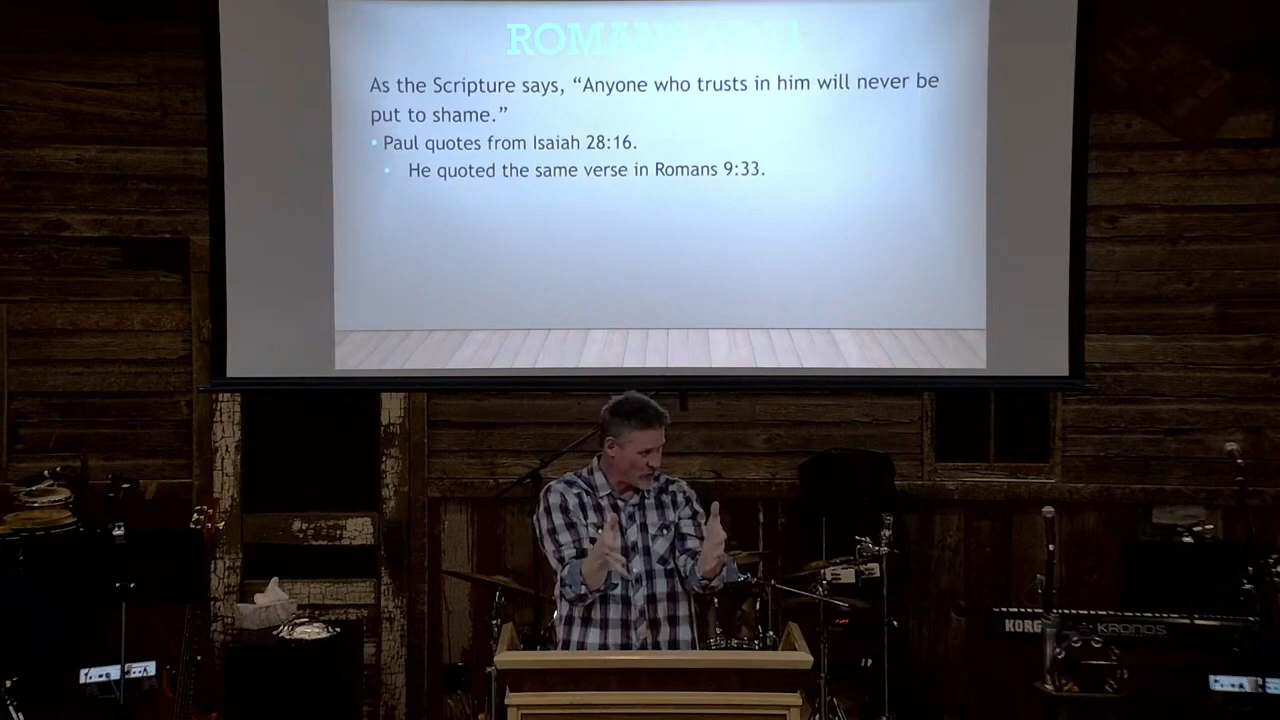 ROMANS
As the Scripture says, “Anyone who trusts in him will never be
put to shame.”
• Paul quotes from Isaiah 28:16.
• He quoted the same verse in Romans 9:33.
KORG
KRONOS